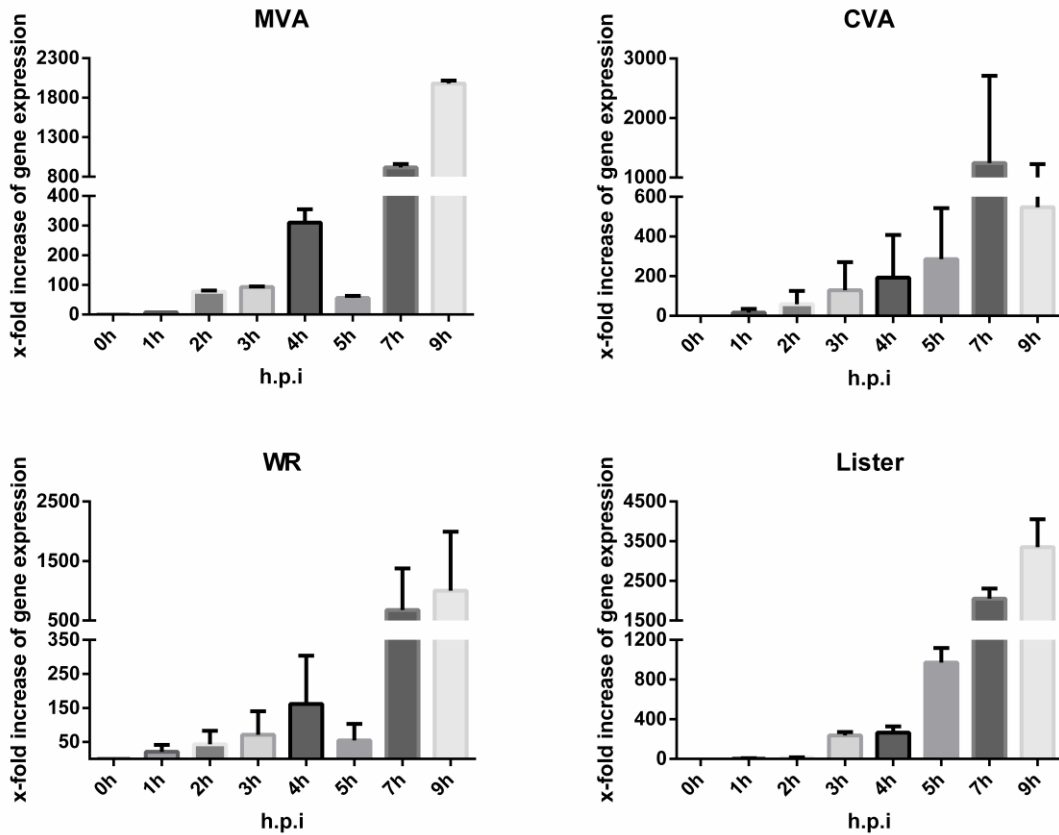 MVA
x-fold increase of gene expression
2300
1800
1300
800
400
300
200
100
0
0h 1h 2h 3h 4h 5h 7h 9h
h.p.i
CVA
x-fold increase of gene expression
3000
2000
1000
600
400
200
0
0h 1h 2h 3h 4h 5h 7h 9h
h.p.i
WR
x-fold increase of gene expression
2500
1500
500
350
250
150
50
0h 1h 2h 3h 4h 5h 7h 9h
h.p.i
Lister
x-fold increase of gene expression
4500
3500
2500
1500
1200
800
400
0
0h 1h 2h 3h 4h 5h 7h 9h
h.p.i